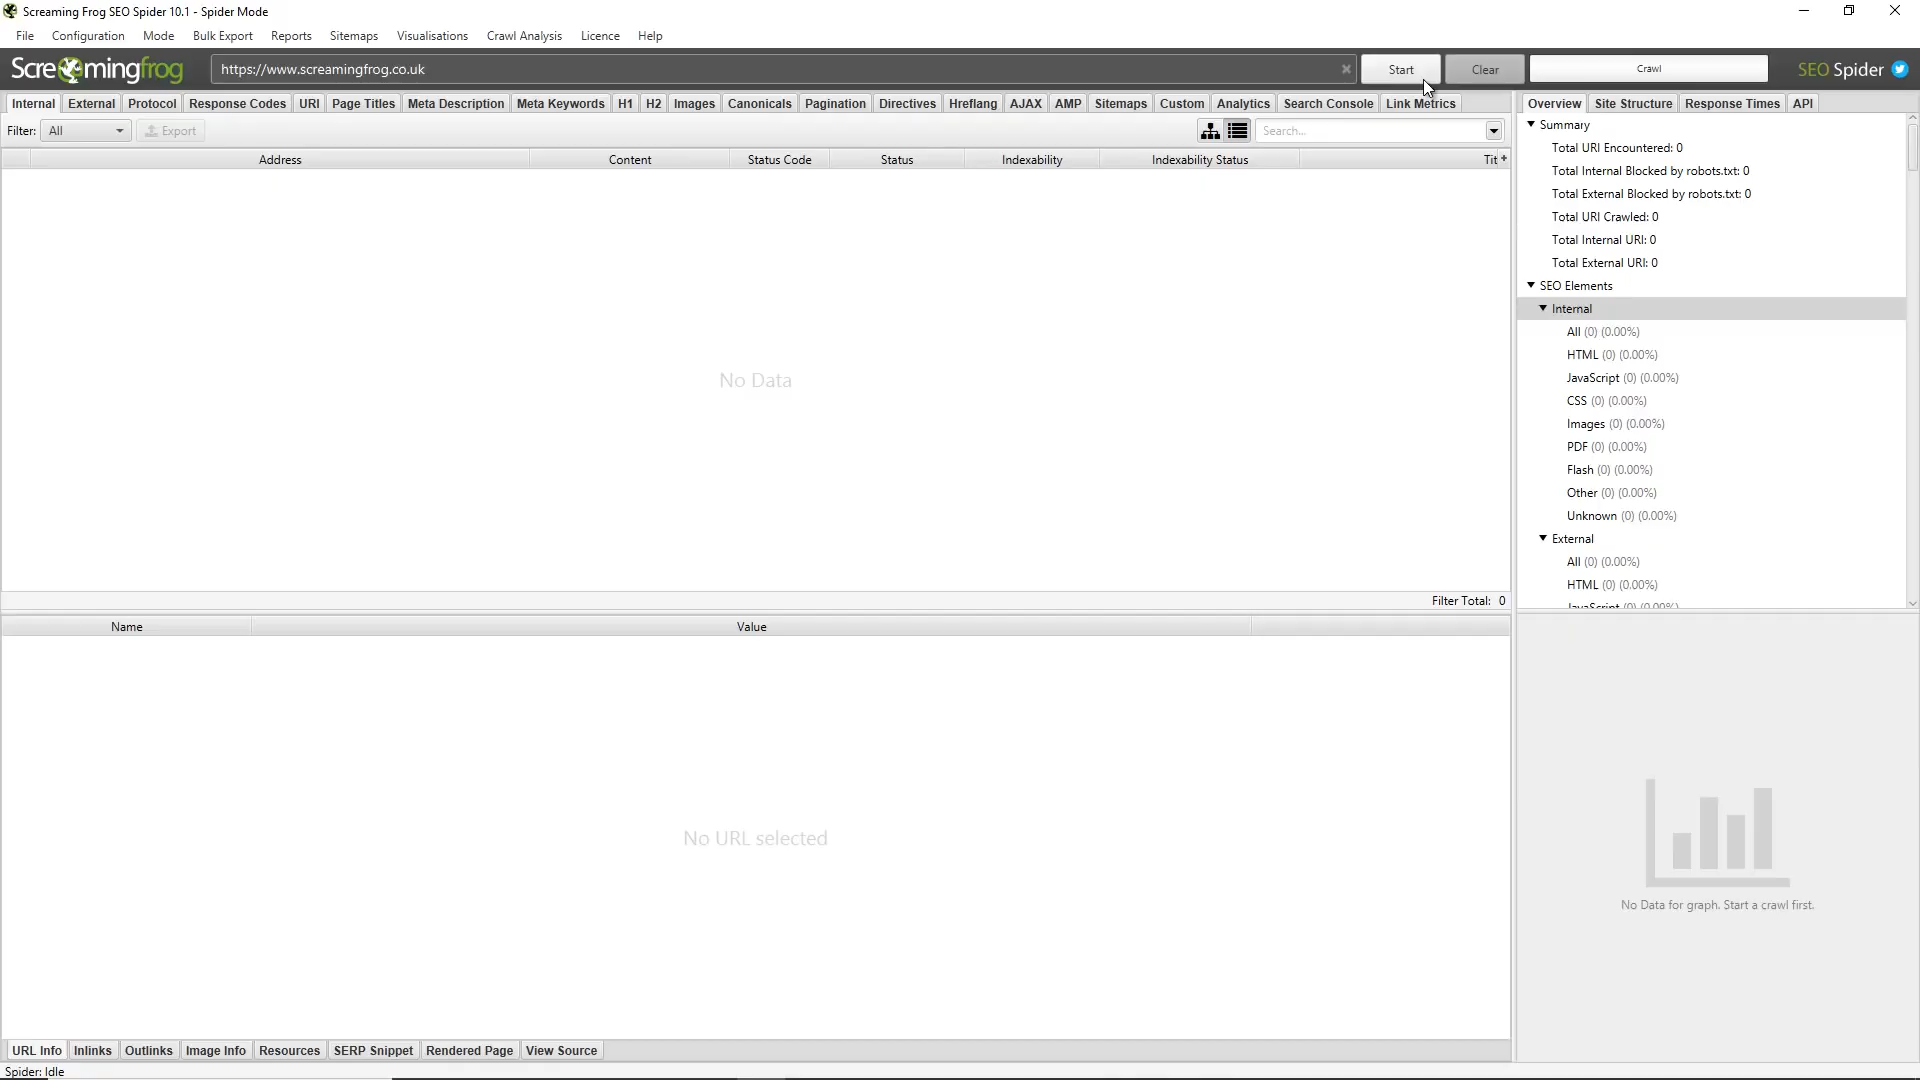 Screaming Frog SEO Spider 10.1 - Spider Mode
File Configuration Mode Bulk Export Reports Sitemaps Visualisations Crawl Analysis Licence Help
Screamingfrog https://www.screamingfrog.co.uk Start Clear Crawl SEO Spider
Internal External Protocol Response Codes URI Page Titles Meta Description Meta Keywords H1 H2 Images Canonicals Pagination Directives Hreflang AJAX AMP Sitemaps Custom Analytics Search Console Link Metrics
Filter: All Export Search...
Address Content Status Code Status Indexability Indexability Status Tit +
No Data
Filter Total: 0
Name Value
No URL selected
URL Info Inlinks Outlinks Image Info Resources SERP Snippet Rendered Page View Source
Spider: Idle
Overview Site Structure Response Times API
Summary
Total URI Encountered: 0
Total Internal Blocked by robots.txt: 0
Total External Blocked by robots.txt: 0
Total URI Crawled: 0
Total Internal URI: 0
Total External URI: 0
SEO Elements
Internal
All (0) (0.00%)
HTML (0) (0.00%)
JavaScript (0) (0.00%)
CSS (0) (0.00%)
Images (0) (0.00%)
PDF (0) (0.00%)
Flash (0) (0.00%)
Other (0) (0.00%)
Unknown (0) (0.00%)
External
All (0) (0.00%)
HTML (0) (0.00%)
JavaScript (0) (0.00%)
No Data for graph. Start a crawl first.